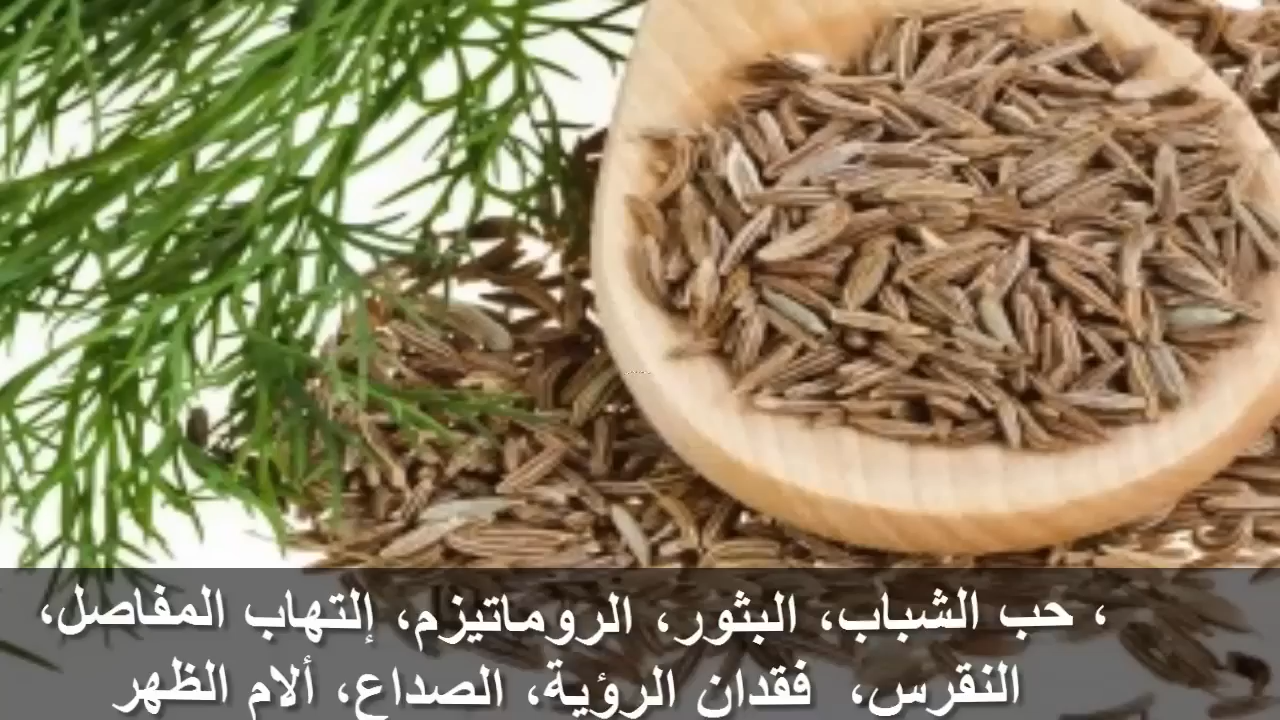 ، حب الشباب، البثور، الروماتيزم، إلتهاب المفاصل،
النقرس، فقدان الرؤية، الصداع، ألام الظهر